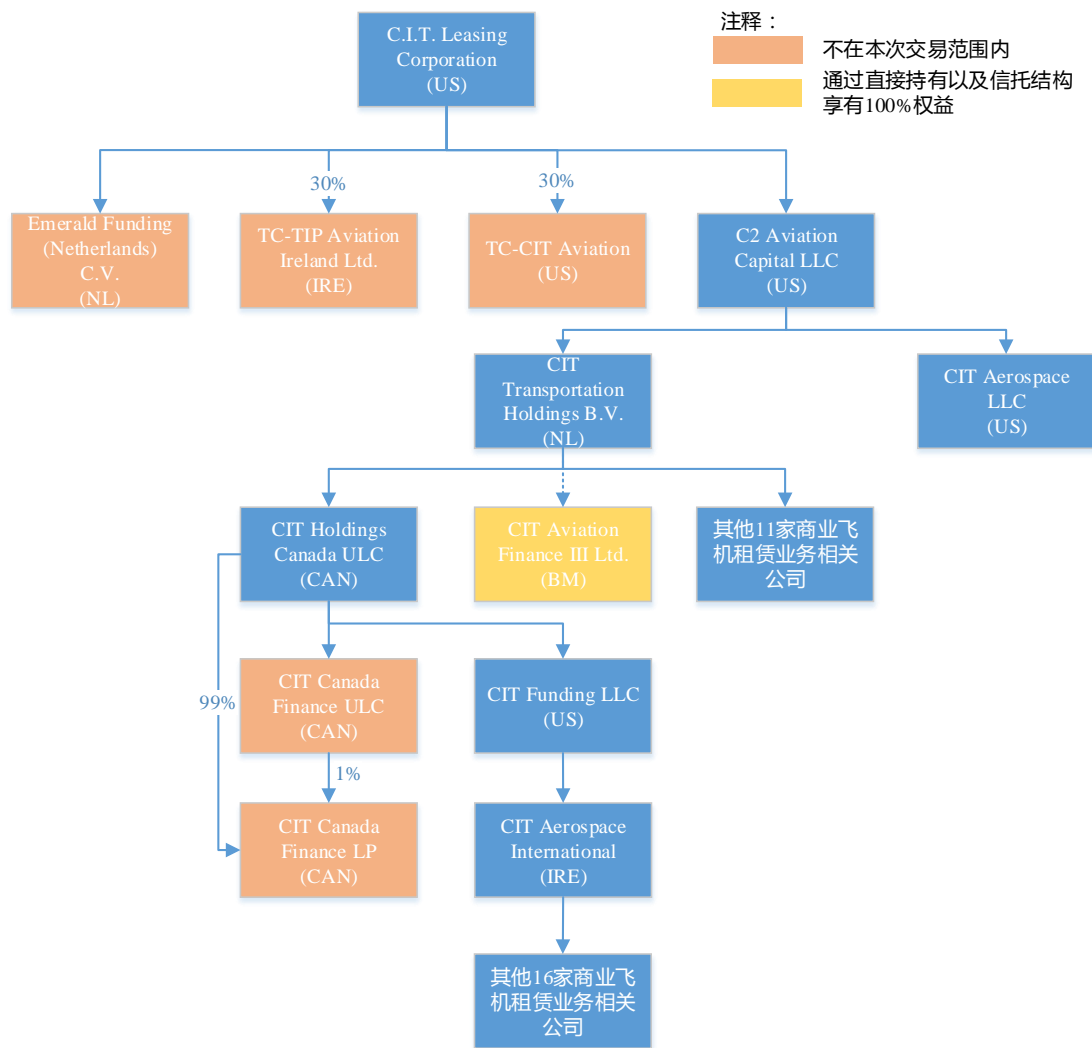 注释：
不在本次交易范围内
通过直接持有以及信托结构
享有100%权益
C.I.T. Leasing
Corporation
(US)
30%
30%
Emerald Funding
(Netherlands)
C.V.
(NL)
TC-TIP Aviation
Ireland Ltd.
(IRE)
TC-CIT Aviation
(US)
C2 Aviation
Capital LLC
(US)
CIT
Transportation
Holdings B.V.
(NL)
CIT Aerospace
LLC
(US)
CIT Holdings
Canada ULC
(CAN)
CIT Aviation
Finance III Ltd.
(BM)
其他11家商业飞
机租赁业务相关
公司
99%
CIT Canada
Finance ULC
(CAN)
CIT Funding LLC
(US)
1%
CIT Canada
Finance LP
(CAN)
CIT Aerospace
International
(IRE)
其他16家商业飞
机租赁业务相关
公司